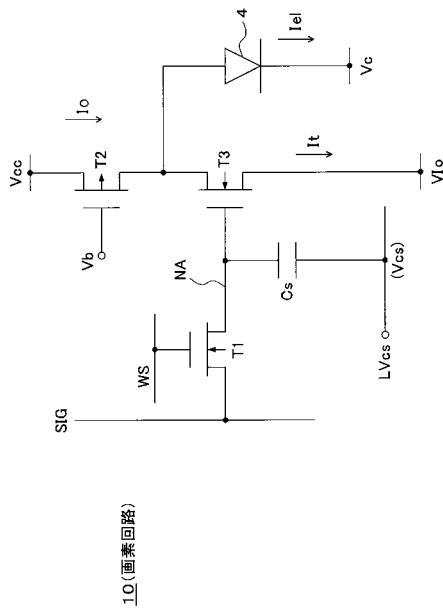 10(画素回路)
SIG
WS
T1
NA
Vcc
Io
Vb
T2
T3
It
4
Iel
Vc
Cs
(Vcs)
LVcs
VIo